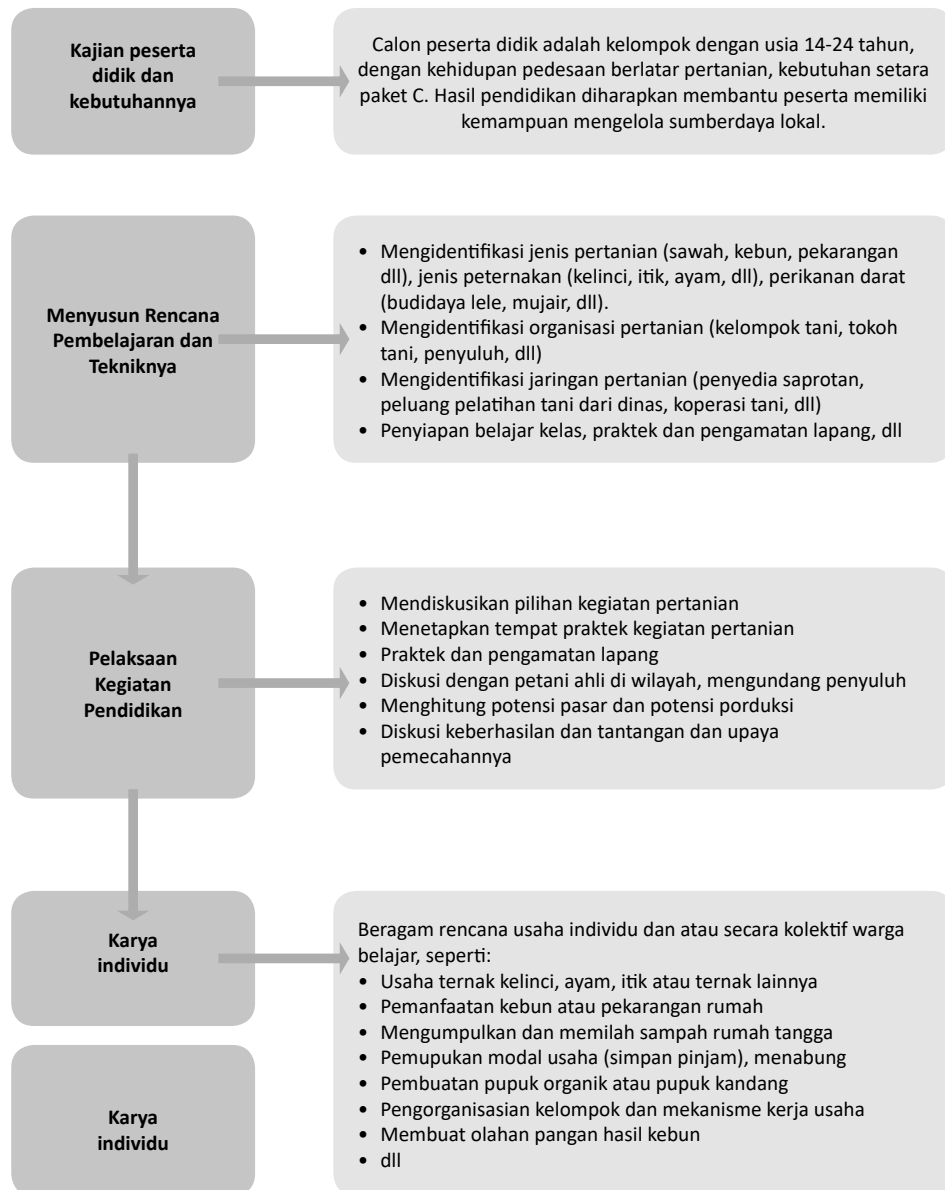 Kajian peserta
didik dan
kebutuhannya
Calon peserta didik adalah kelompok dengan usia 14-24 tahun,
dengan kehidupan pedesaan berlatar pertanian, kebutuhan setara
paket C. Hasil pendidikan diharapkan membantu peserta memiliki
kemampuan mengelola sumberdaya lokal.
Menyusun Rencana
Pembelajaran dan
Tekniknya
• Mengidentifikasi jenis pertanian (sawah, kebun, pekarangan
dll), jenis peternakan (kelinci, itik, ayam, dll), perikanan darat
(budidaya lele, mujair, dll).
• Mengidentifikasi organisasi pertanian (kelompok tani, tokoh
tani, penyuluh, dll)
• Mengidentifikasi jaringan pertanian (penyedia saprotan,
peluang pelatihan tani dari dinas, koperasi tani, dll)
• Penyiapan belajar kelas, praktek dan pengamatan lapang, dll
Pelaksaan
Kegiatan
Pendidikan
• Mendiskusikan pilihan kegiatan pertanian
• Menetapkan tempat praktek kegiatan pertanian
• Praktek dan pengamatan lapang
• Diskusi dengan petani ahli di wilayah, mengundang penyuluh
• Menghitung potensi pasar dan potensi porduksi
• Diskusi keberhasilan dan tantangan dan upaya
pemecahannya
Karya
individu
Beragam rencana usaha individu dan atau secara kolektif warga
belajar, seperti:
• Usaha ternak kelinci, ayam, itik atau ternak lainnya
• Pemanfaatan kebun atau pekarangan rumah
• Mengumpulkan dan memilah sampah rumah tangga
• Pemupukan modal usaha (simpan pinjam), menabung
• Pembuatan pupuk organik atau pupuk kandang
• Pengorganisasian kelompok dan mekanisme kerja usaha
• Membuat olahan pangan hasil kebun
• dll
Karya
individu